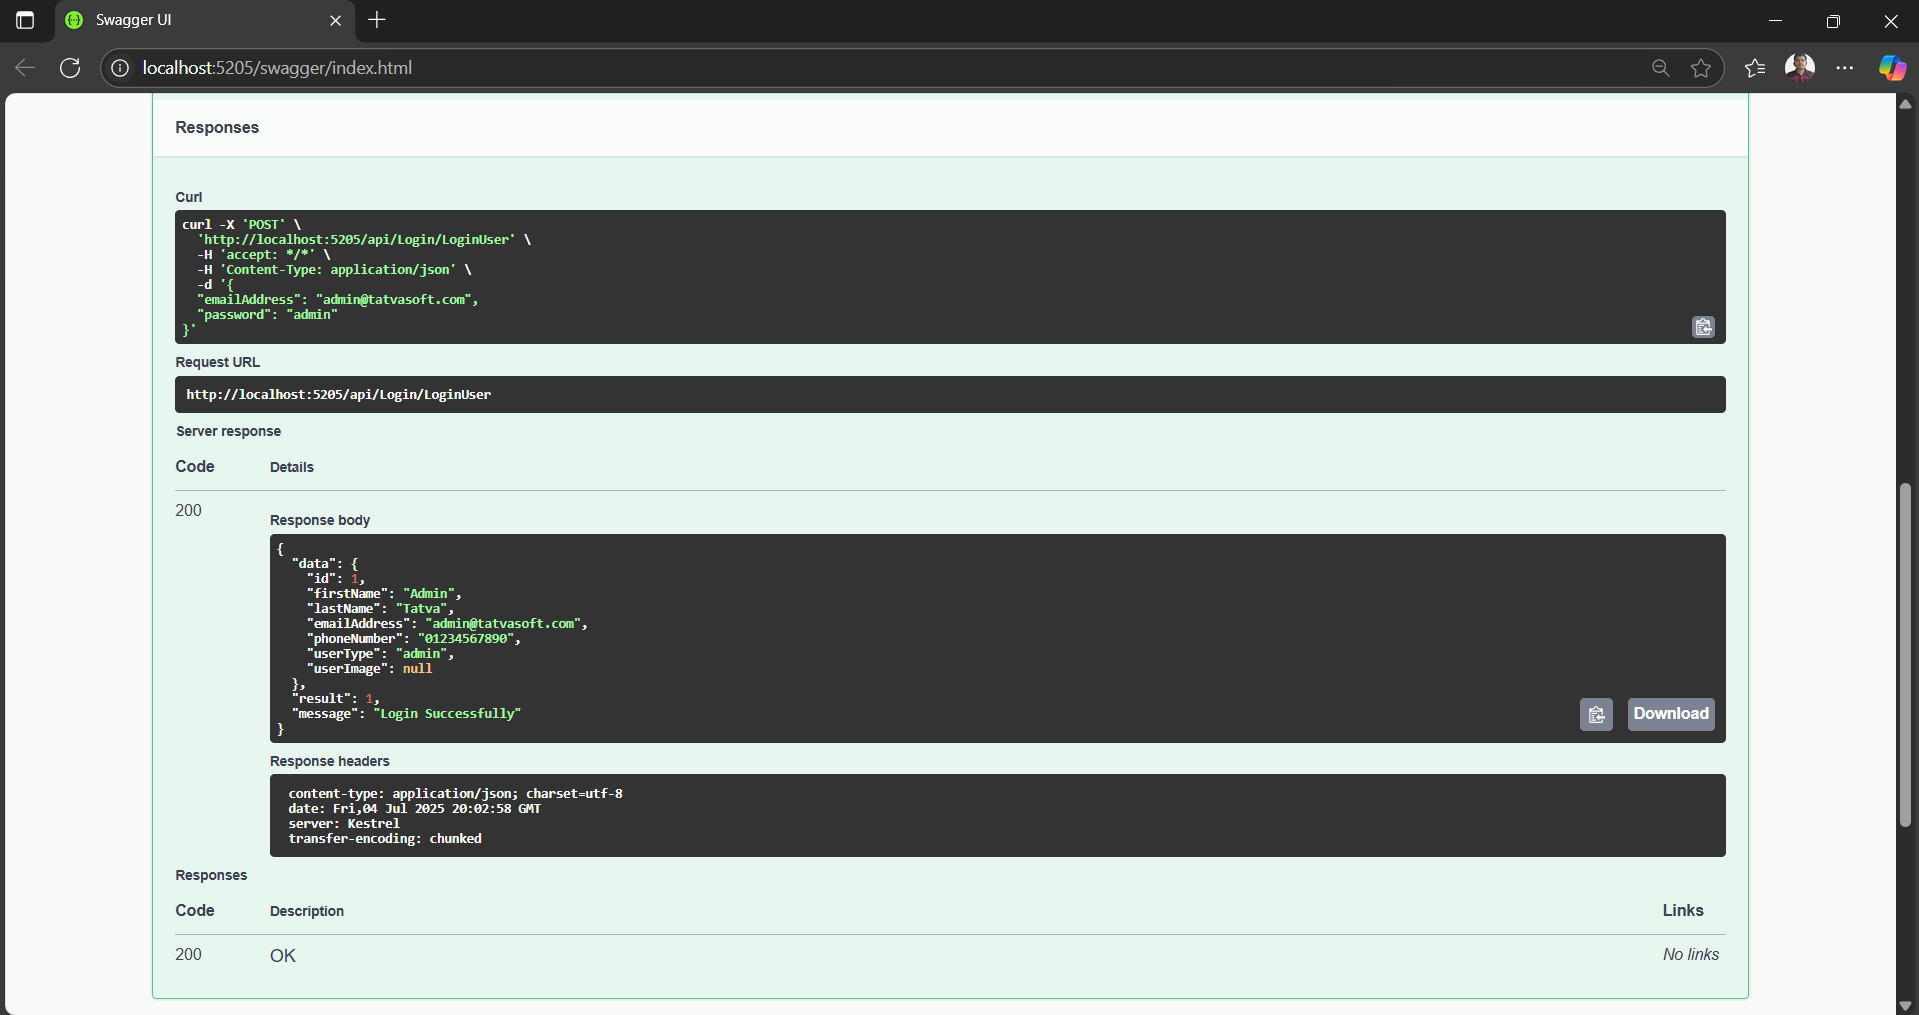 Swagger UI
localhost:5205/swagger/index.html
Responses
Curl
curl -X 'POST' \
'http://localhost:5205/api/Login/LoginUser' \
-H 'accept: */*' \
-H 'Content-Type: application/json' \
-d '{
"emailAddress": "admin@tatvasoft.com",
"password": "admin"
}'
Request URL
http://localhost:5205/api/Login/LoginUser
Server response
Code Details
200
Response body
{
"data": {
"id": 1,
"firstName": "Admin",
"lastName": "Tatva",
"emailAddress": "admin@tatvasoft.com",
"phoneNumber": "01234567890",
"userType": "admin",
"userImage": null
},
"result": 1,
"message": "Login Successfully"
}
Download
Response headers
content-type: application/json; charset=utf-8
date: Fri,04 Jul 2025 20:02:58 GMT
server: Kestrel
transfer-encoding: chunked
Responses
Code Description Links
200 OK No links